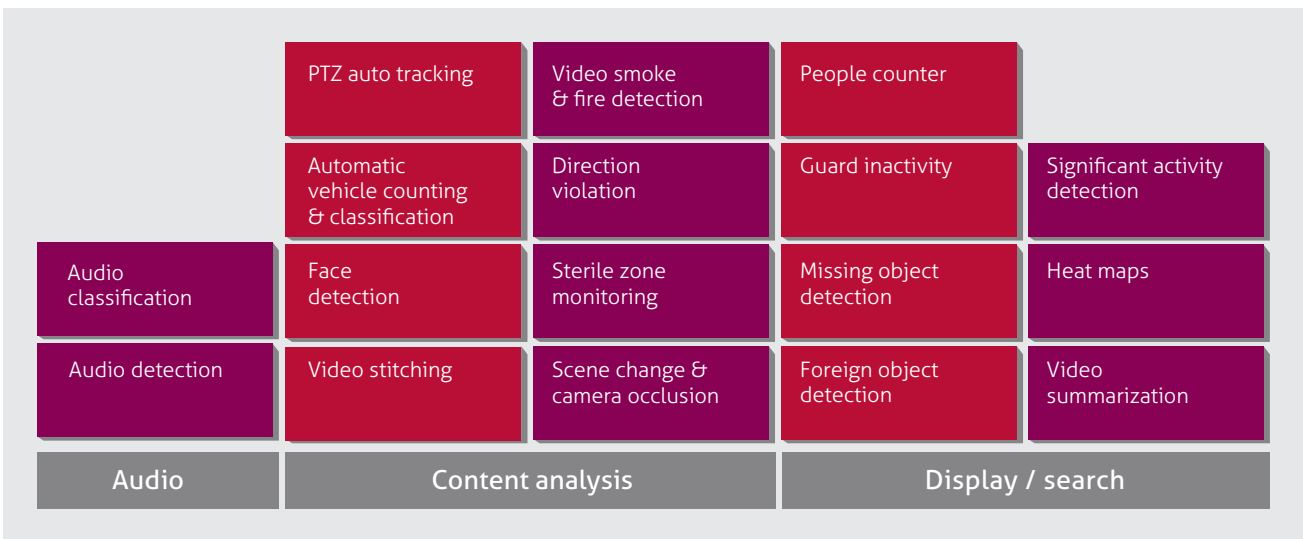 PTZ auto tracking
Video smoke
& fire detection
People counter
Automatic
vehicle counting
& classification
Direction
violation
Guard inactivity
Significant activity
detection
Audio
classification
Face
detection
Sterile zone
monitoring
Missing object
detection
Heat maps
Audio detection
Video stitching
Scene change &
camera occlusion
Foreign object
detection
Video
summarization
Audio
Content analysis
Display / search